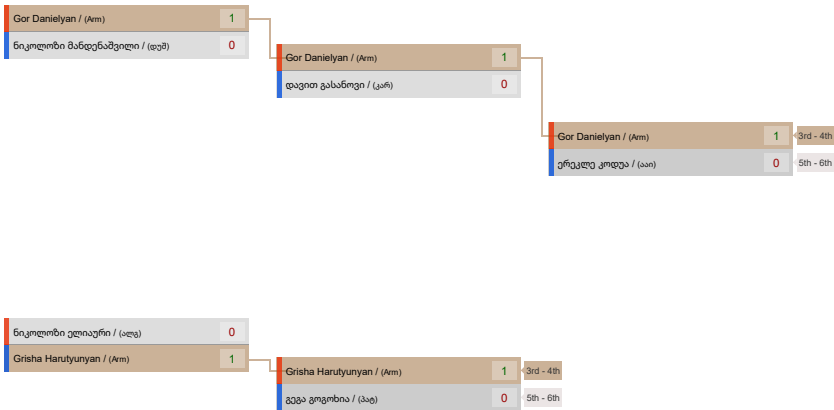 Gor Danielyan / (Arm) 1
ნიკოლოზი მანდენაშვილი / (დუშ) 0
Gor Danielyan / (Arm) 1
დავით გასანოვი / (კარ) 0
Gor Danielyan / (Arm) 1 3rd - 4th
ერეკლე კოდუა / (ააი) 0 5th - 6th
ნიკოლოზი ელიაური / (ალგ) 0
Grisha Harutyunyan / (Arm) 1
Grisha Harutyunyan / (Arm) 1 3rd - 4th
გეგა გოგოხია / (პატ) 0 5th - 6th